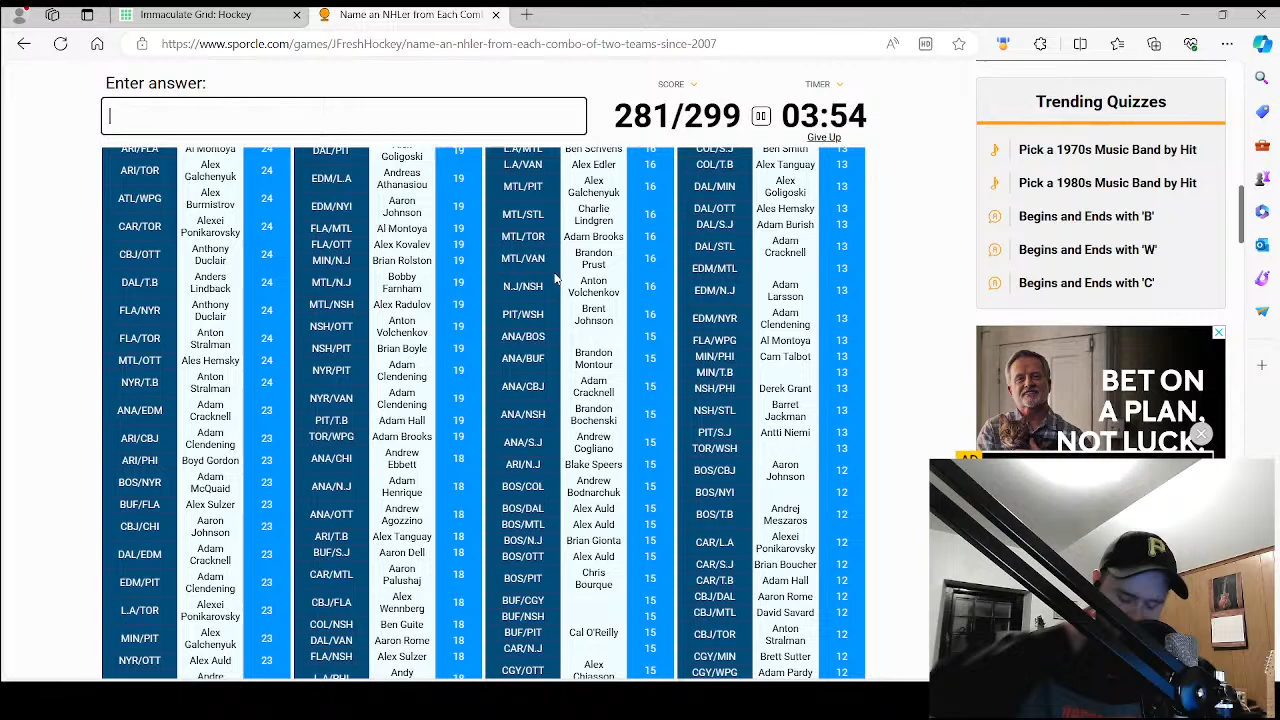 Immaculate Grid: Hockey
Name an NHLer from Each Comb
https://www.sporcle.com/games/JFreshHockey/name-an-nhler-from-each-combo-of-two-teams-since-2007
Enter answer:
SCORE
TIMER
281/299
03:54
Give Up
ARI/FLA Al Montoya 24
ARI/TOR Alex Galchenyuk 24
ATL/WPG Alex Burmistrov 24
CAR/TOR Alexei Ponikarovsky 24
CBJ/OTT Anthony Duclair 24
DAL/T.B Anders Lindback 24
FLA/NYR Anthony Duclair 24
FLA/TOR Anton Stralman 24
MTL/OTT Ales Hemsky 24
NYR/T.B Anton Stralman 24
ANA/EDM Adam Cracknell 23
ARI/CBJ Adam Clendening 23
ARI/PHI Boyd Gordon 23
BOS/NYR Adam McQuaid 23
BUF/FLA Alex Sulzer 23
CBJ/CHI Aaron Johnson 23
DAL/EDM Adam Cracknell 23
EDM/PIT Adam Clendening 23
L.A/TOR Alexei Ponikarovsky 23
MIN/PIT Alex Galchenyuk 23
NYR/OTT Alex Auld 23
Andre
DAL/PIT Alex Goligoski 19
EDM/L.A Andreas Athanasiou 19
EDM/NYI Aaron Johnson 19
FLA/MTL Al Montoya 19
FLA/OTT Alex Kovalev 19
MIN/N.J Brian Rolston 19
MTL/N.J Bobby Farnham 19
MTL/NSH Alex Radulov 19
NSH/OTT Anton Volchenkov 19
NSH/PIT Brian Boyle 19
NYR/PIT Adam Clendening 19
NYR/VAN Adam Clendening 19
PIT/T.B Adam Hall 19
TOR/WPG Adam Brooks 19
ANA/CHI Andrew Ebbett 18
ANA/N.J Adam Henrique 18
ANA/OTT Andrew Agozzino 18
ARI/T.B Alex Tanguay 18
BUF/S.J Aaron Dell 18
CAR/MTL Aaron Palushaj 18
CBJ/FLA Alex Wennberg 18
COL/NSH Ben Guite 18
DAL/VAN Aaron Rome 18
FLA/NSH Alex Sulzer 18
L.A/PHI Andy
L.A/MTL Ben Scrivens 16
L.A/VAN Alex Edler 16
MTL/PIT Alex Galchenyuk 16
MTL/STL Charlie Lindgren 16
MTL/TOR Adam Brooks 16
MTL/VAN Brandon Prust 16
N.J/NSH Anton Volchenkov 16
PIT/WSH Brent Johnson 16
ANA/BOS 15
ANA/BUF Brandon Montour 15
ANA/CBJ Adam Cracknell 15
ANA/NSH Brandon Bochenski 15
ANA/S.J Andrew Cogliano 15
ARI/N.J Blake Speers 15
BOS/COL Andrew Bodnarchuk 15
BOS/DAL Alex Auld 15
BOS/MTL Alex Auld 15
BOS/N.J Brian Gionta 15
BOS/OTT Alex Auld 15
BOS/PIT Chris Bourque 15
BUF/CGY 15
BUF/NSH 15
BUF/PIT Cal O'Reilly 15
CAR/N.J 15
CGY/OTT Alex Chiasson 15
COL/S.J Ben Smith 13
COL/T.B Alex Tanguay 13
DAL/MIN Alex Goligoski 13
DAL/OTT Ales Hemsky 13
DAL/S.J Adam Burish 13
DAL/STL Adam Cracknell 13
EDM/MTL 13
EDM/N.J Adam Larsson 13
EDM/NYR Adam Clendening 13
FLA/WPG Al Montoya 13
MIN/PHI Cam Talbot 13
MIN/T.B 13
NSH/PHI Derek Grant 13
NSH/STL Barret Jackman 13
PIT/S.J Antti Niemi 13
TOR/WSH 13
BOS/CBJ Aaron Johnson 12
BOS/NYI 12
BOS/T.B Andrej Meszaros 12
CAR/L.A Alexei Ponikarovsky 12
CAR/S.J Brian Boucher 12
CAR/T.B Adam Hall 12
CBJ/DAL Aaron Rome 12
CBJ/MTL David Savard 12
CBJ/TOR Anton Stralman 12
CGY/MIN Brett Sutter 12
CGY/WPG Adam Pardy 12
Trending Quizzes
Pick a 1970s Music Band by Hit
Pick a 1980s Music Band by Hit
Begins and Ends with 'B'
Begins and Ends with 'W'
Begins and Ends with 'C'
BET ON
A PLAN.
NOT LUCK.
AD